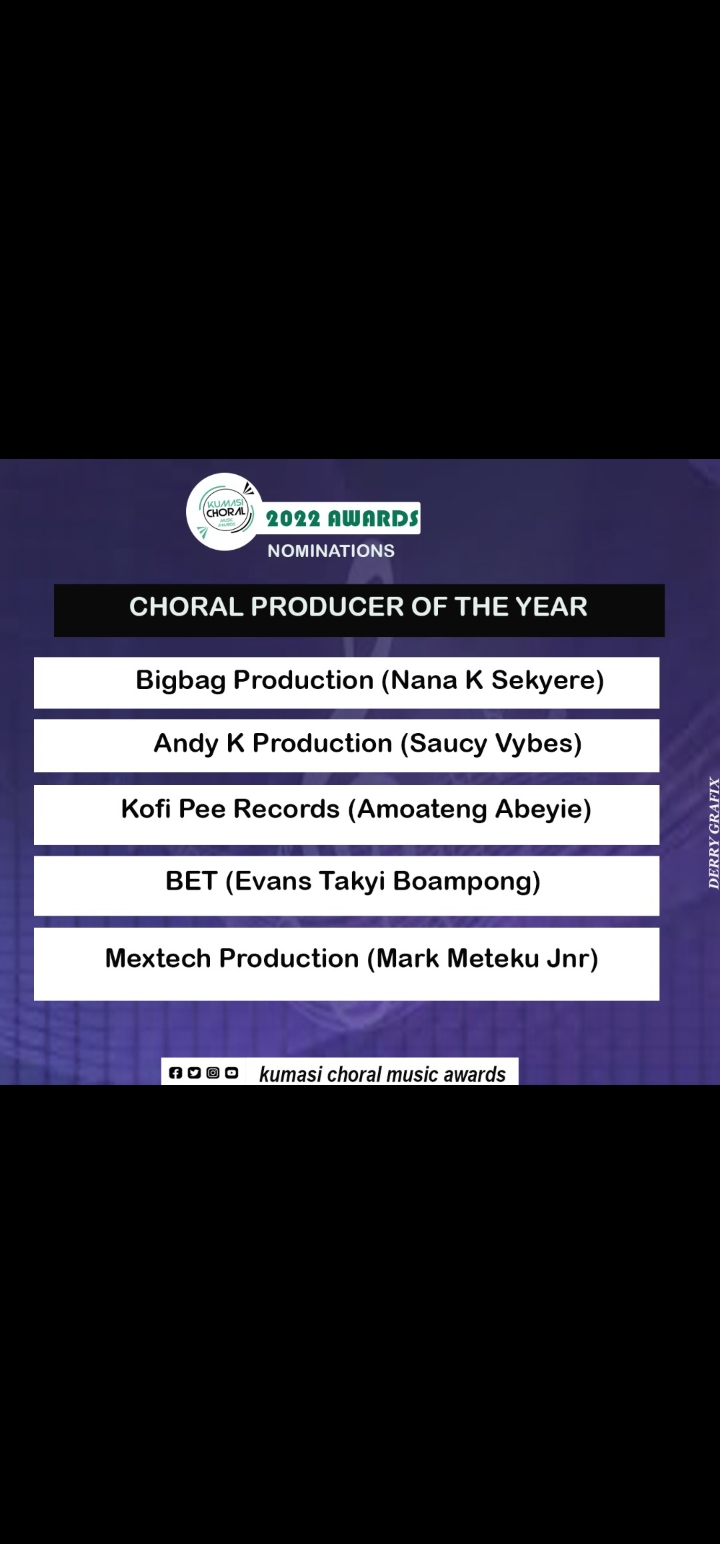 KUMASI
CHORAL
MUSIC
AWARDS
2022 AWARDS
NOMINATIONS
CHORAL PRODUCER OF THE YEAR
Bigbag Production (Nana K Sekyere)
Andy K Production (Saucy Vybes)
Kofi Pee Records (Amoateng Abeyie)
BET (Evans Takyi Boampong)
Mextech Production (Mark Meteku Jnr)
DERRY GRAFIX
kumasi choral music awards